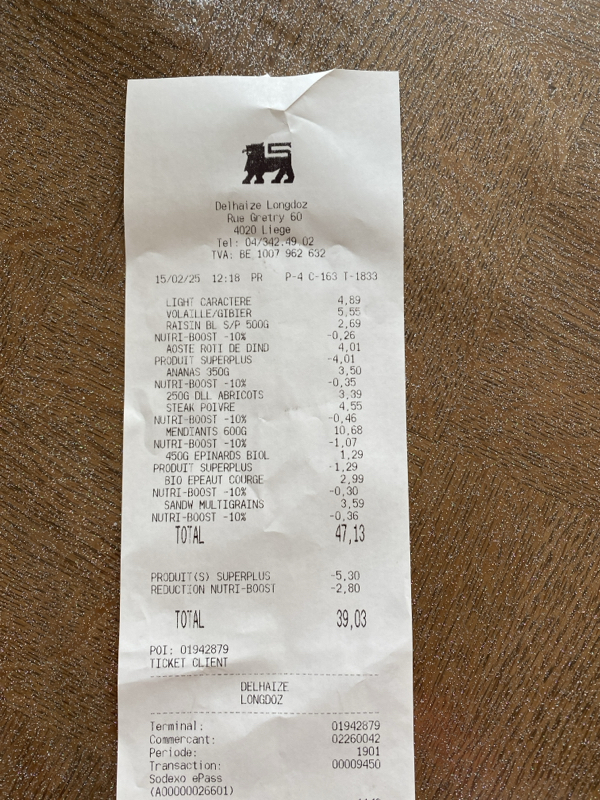 Delhaize Longdoz
Rue Gretry 60
4020 Liege
Tel: 04/342.49 02
TVA: BE 1007 962 632
15/02/25 12:18 PR P-4 C-163 T-1833
LIGHT CARACTERE 4,89
VOLAILLE/GIBIER 5,55
RAISIN BL S/P 500G 2,69
NUTRI-BOOST -10% -0,26
AOSTE ROTI DE DIND 4,01
PRODUIT SUPERPLUS -4,01
ANANAS 350G 3,50
NUTRI-BOOST -10% -0,35
250G DLL ABRICOTS 3,39
STEAK POIVRE 4,55
NUTRI-BOOST -10% -0,46
MENDIANTS 600G 10,68
NUTRI-BOOST -10% -1,07
450G EPINARDS BIOL 1,29
PRODUIT SUPERPLUS -1,29
BIO EPEAUT COURGE 2,99
NUTRI-BOOST -10% -0,30
SANDW MULTIGRAINS 3,59
NUTRI-BOOST -10% -0,36
TOTAL 47,13
PRODUIT(S) SUPERPLUS -5,30
REDUCTION NUTRI-BOOST -2,80
TOTAL 39,03
POI: 01942879
TICKET CLIENT
DELHAIZE
LONGDOZ
Terminal: 01942879
Commercant: 02260042
Periode: 1901
Transaction: 00009450
Sodexo ePass
(A00000026601)